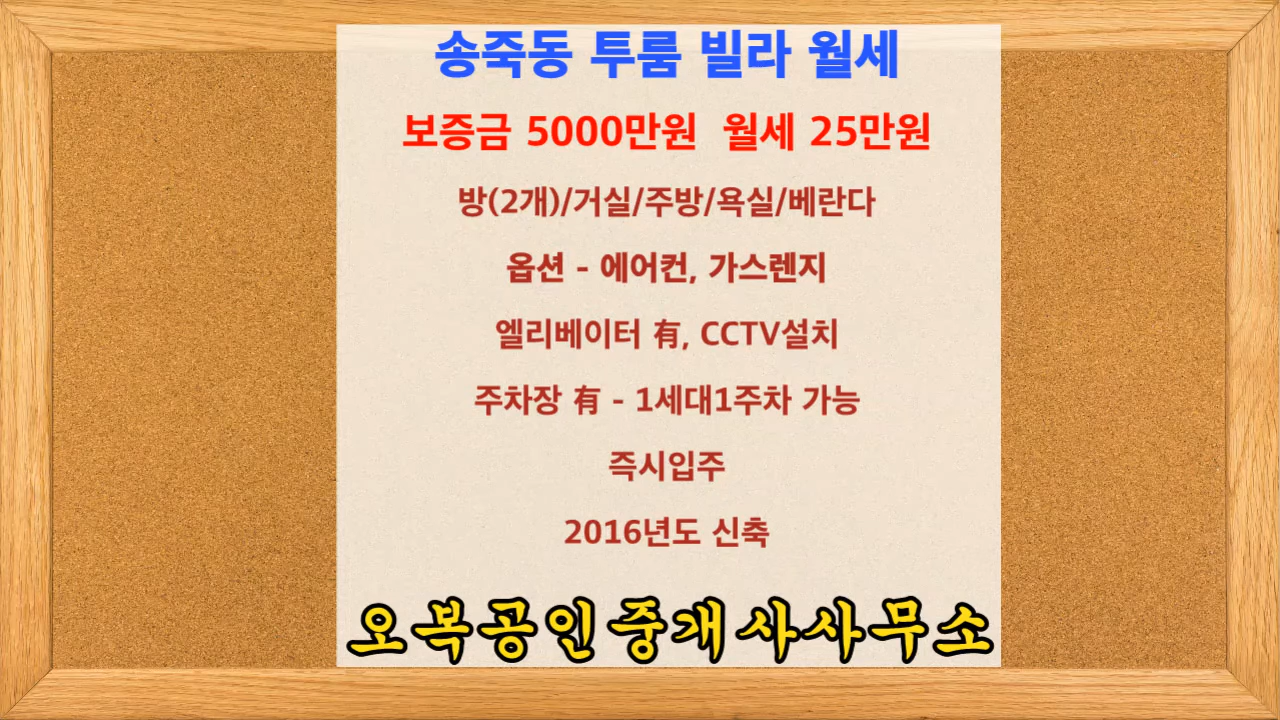 송죽동 투룸 빌라 월세
보증금 5000만원 월세 25만원
방(2개)/거실/주방/욕실/베란다
옵션 - 에어컨, 가스렌지
엘리베이터 有, CCTV설치
주차장 有 - 1세대1주차 가능
즉시입주
2016년도 신축
오복공인중개사사무소